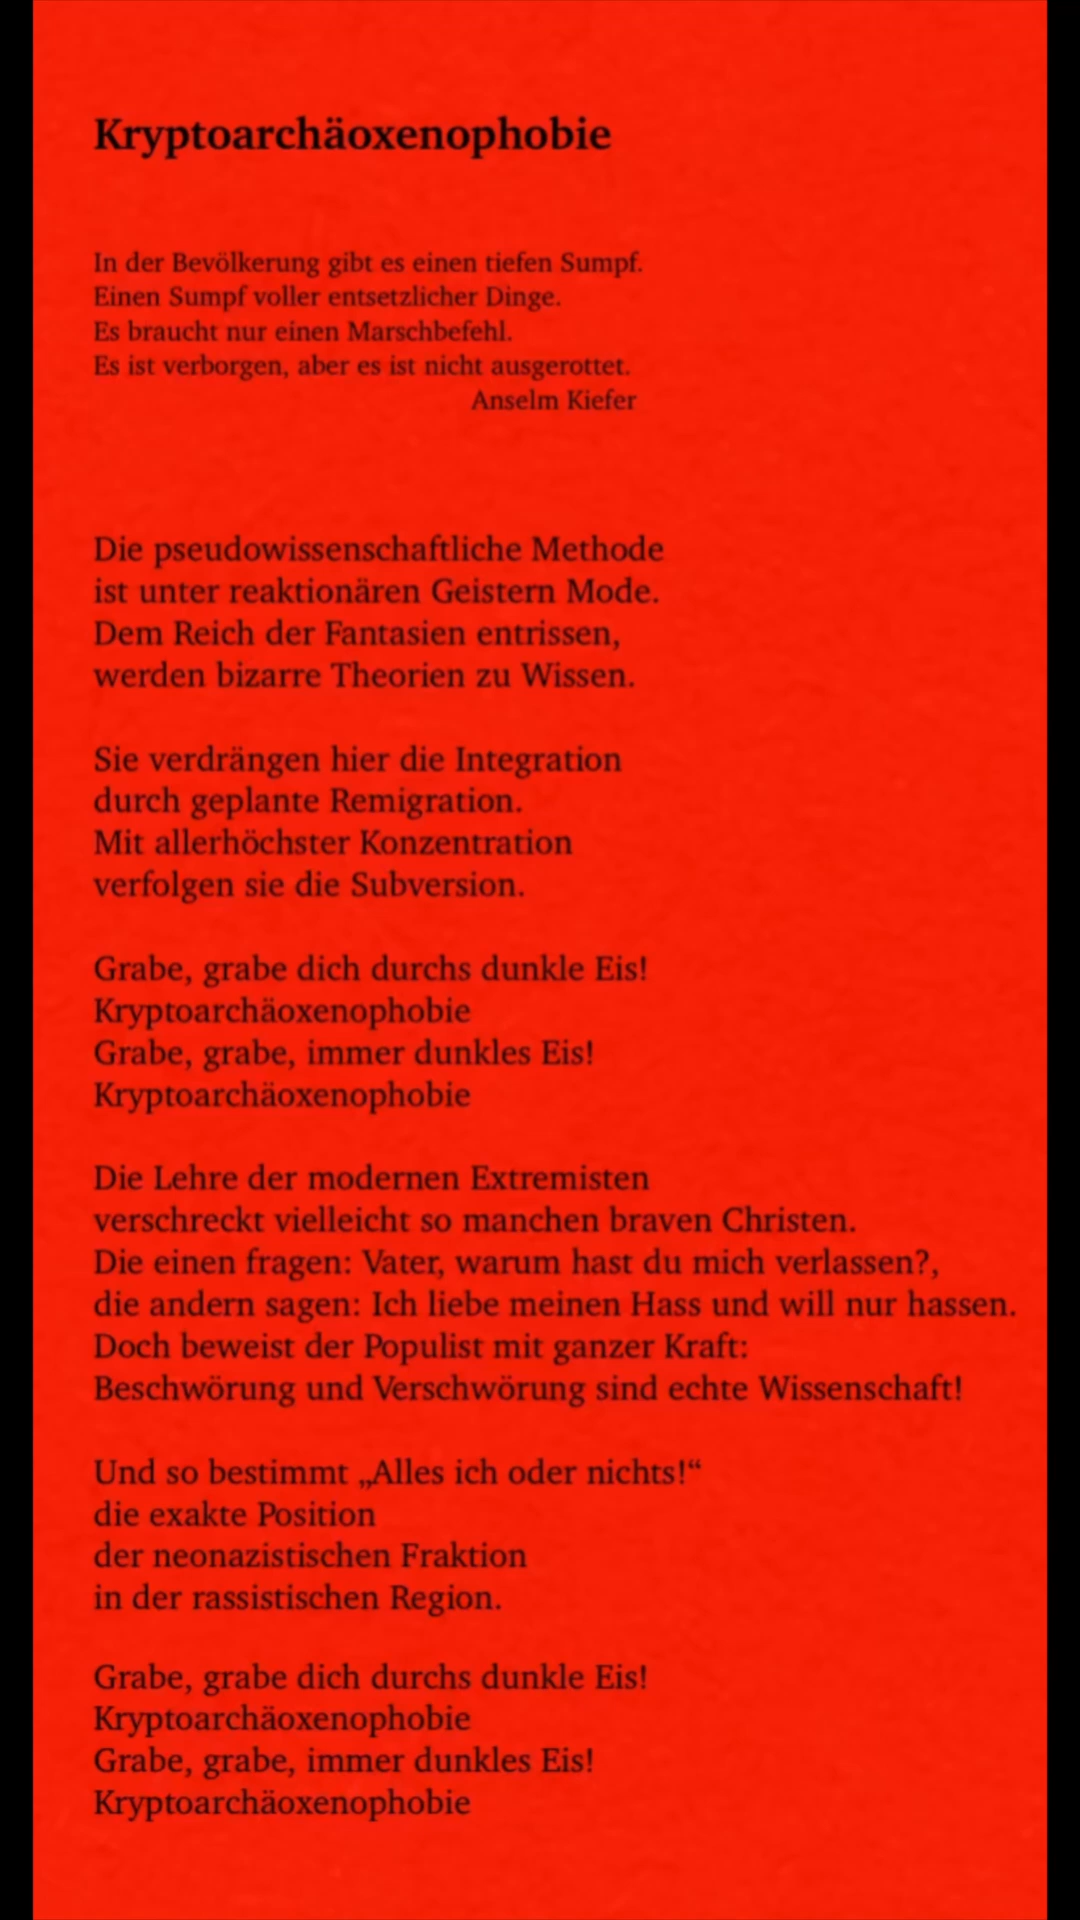 Kryptoarchäoxenophobie
In der Bevölkerung gibt es einen tiefen Sumpf.
Einen Sumpf voller entsetzlicher Dinge.
Es braucht nur einen Marschbefehl.
Es ist verborgen, aber es ist nicht ausgerottet.
Anselm Kiefer
Die pseudowissenschaftliche Methode
ist unter reaktionären Geistern Mode.
Dem Reich der Fantasien entrissen,
werden bizarre Theorien zu Wissen.
Sie verdrängen hier die Integration
durch geplante Remigration.
Mit allerhöchster Konzentration
verfolgen sie die Subversion.
Grabe, grabe dich durchs dunkle Eis!
Kryptoarchäoxenophobie
Grabe, grabe, immer dunkles Eis!
Kryptoarchäoxenophobie
Die Lehre der modernen Extremisten
verschreckt vielleicht so manchen braven Christen.
Die einen fragen: Vater, warum hast du mich verlassen?,
die andern sagen: Ich liebe meinen Hass und will nur hassen.
Doch beweist der Populist mit ganzer Kraft:
Beschwörung und Verschwörung sind echte Wissenschaft!
Und so bestimmt „Alles ich oder nichts!“
die exakte Position
der neonazistischen Fraktion
in der rassistischen Region.
Grabe, grabe dich durchs dunkle Eis!
Kryptoarchäoxenophobie
Grabe, grabe, immer dunkles Eis!
Kryptoarchäoxenophobie